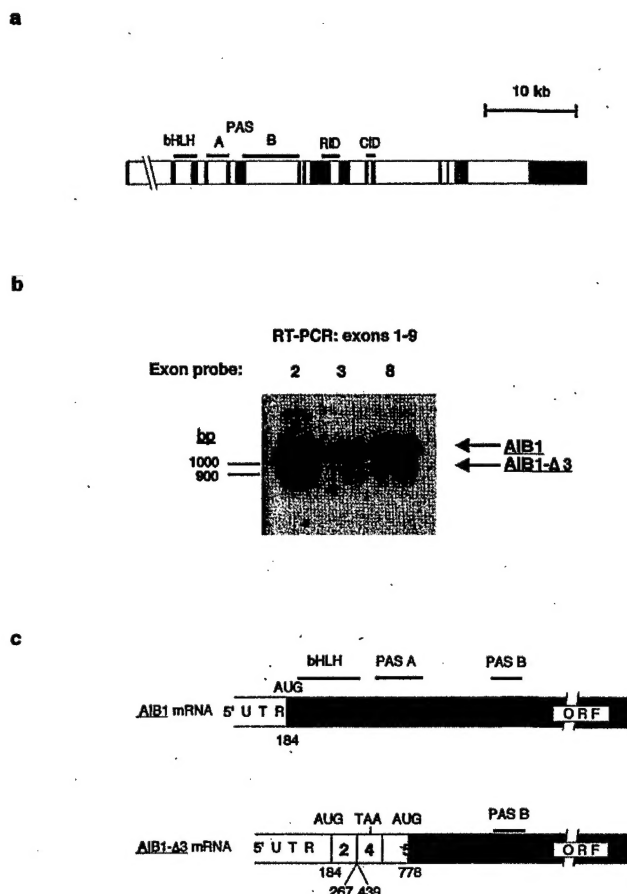 a
10 kb
PAS
bHLH A B RID CID
b
RT-PCR: exons 1-9
Exon probe: 2 3 8
bp
1000
900
AIB1
AIB1-Δ3
c
bHLH PAS A PAS B
AUG
AIB1 mRNA 5' U T R ORF
184
AUG TAA AUG PAS B
AIB1-Δ3 mRNA 5' U T R 2 4 5 ORF
184 778
267 439